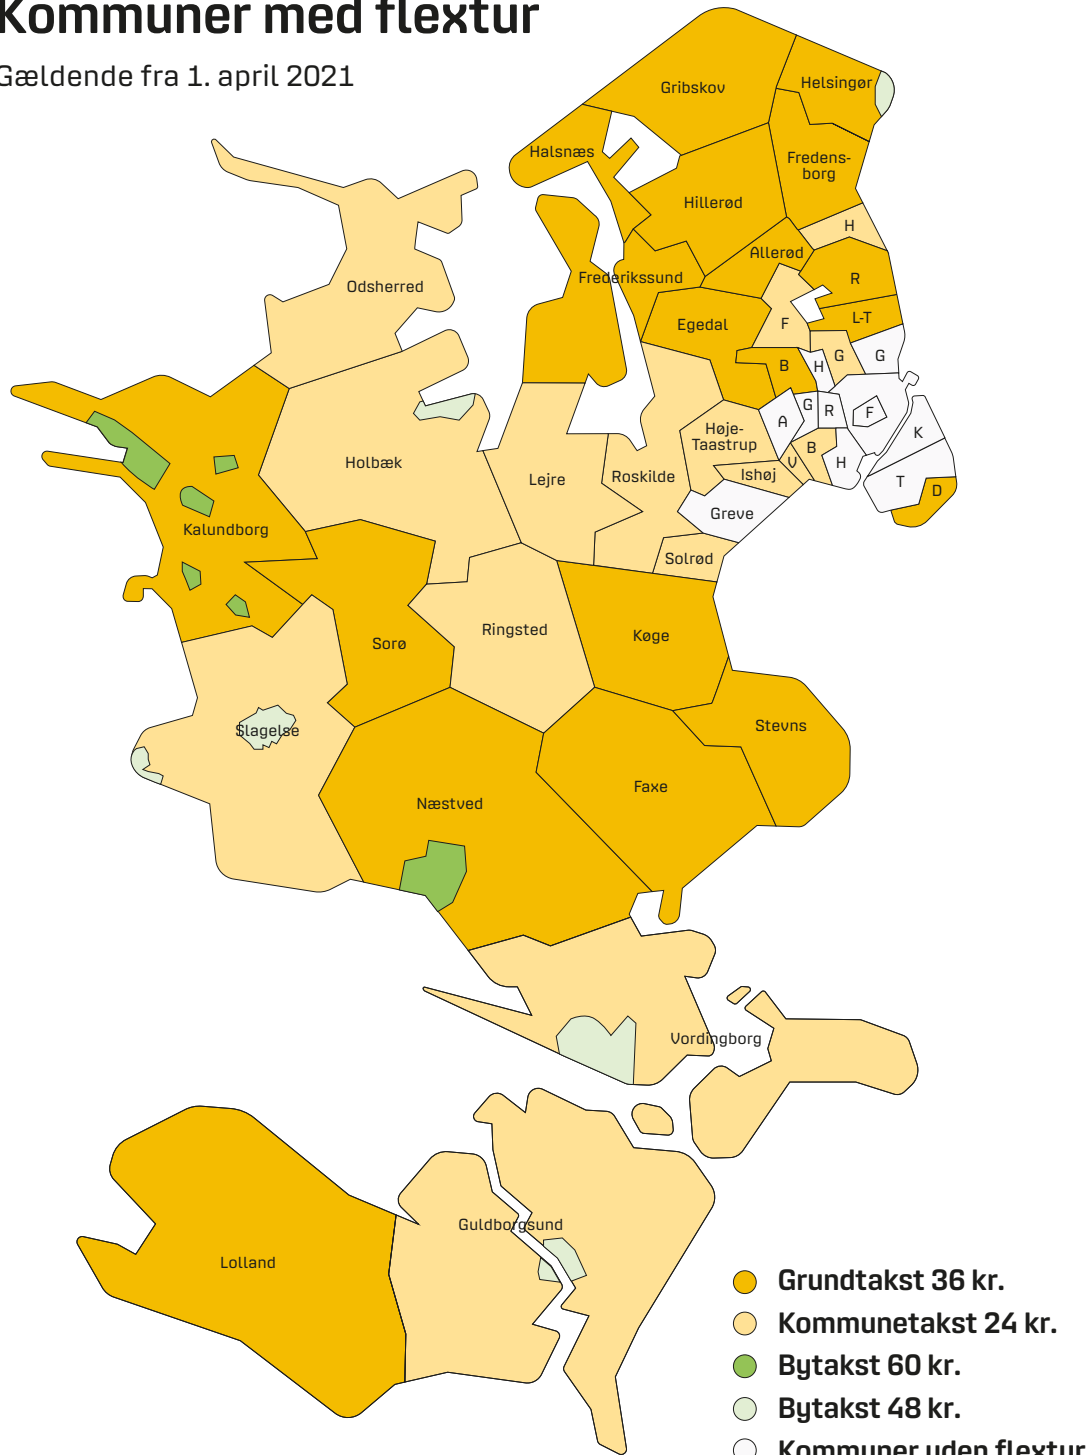 Kommuner med flextur
Gældende fra 1. april 2021
Gribskov
Helsingør
Halsnæs
Fredens-
borg
Hillerød
H
Allerød
Frederikssund
R
Odsherred
L-T
Egedal
F
B
H
G
G
A
G
R
F
K
Høje-
Taastrup
B
V
H
Holbæk
Lejre
Roskilde
Ishøj
T
D
Greve
Kalundborg
Solrød
Sorø
Ringsted
Køge
Slagelse
Stevns
Næstved
Faxe
Vordingborg
Guldborgsund
Lolland
Grundtakst 36 kr.
Kommunetakst 24 kr.
Bytakst 60 kr.
Bytakst 48 kr.
Kommuner uden flextur